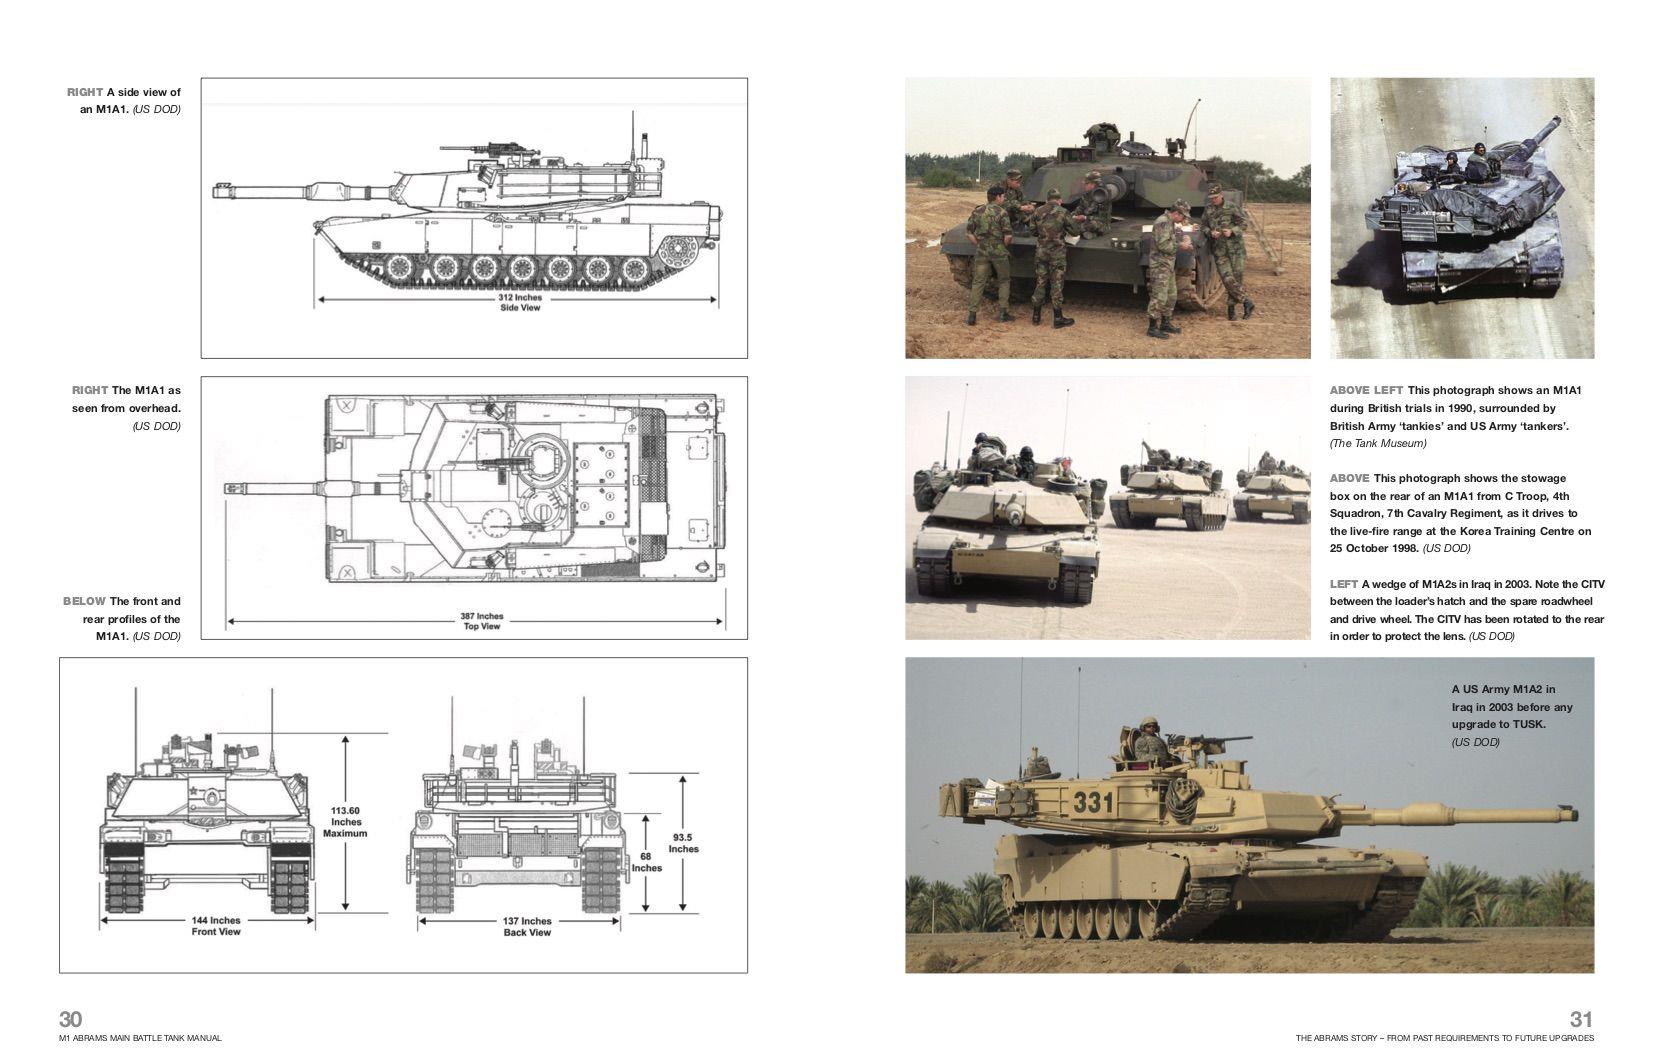 RIGHT A side view of
an M1A1. (US DOD)
312 Inches
Side View
RIGHT The M1A1 as
seen from overhead.
(US DOD)
387 Inches
Top View
BELOW The front and
rear profiles of the
M1A1. (US DOD)
113.60
Inches
Maximum
144 Inches
Front View
93.5
Inches
68
Inches
137 Inches
Back View
30
M1 ABRAMS MAIN BATTLE TANK MANUAL
ABOVE LEFT This photograph shows an M1A1
during British trials in 1990, surrounded by
British Army ‘tankies’ and US Army ‘tankers’.
(The Tank Museum)
ABOVE This photograph shows the stowage
box on the rear of an M1A1 from C Troop, 4th
Squadron, 7th Cavalry Regiment, as it drives to
the live-fire range at the Korea Training Centre on
25 October 1998. (US DOD)
LEFT A wedge of M1A2s in Iraq in 2003. Note the CITV
between the loader’s hatch and the spare roadwheel
and drive wheel. The CITV has been rotated to the rear
in order to protect the lens. (US DOD)
A US Army M1A2 in
Iraq in 2003 before any
upgrade to TUSK.
(US DOD)
331
31
THE ABRAMS STORY – FROM PAST REQUIREMENTS TO FUTURE UPGRADES